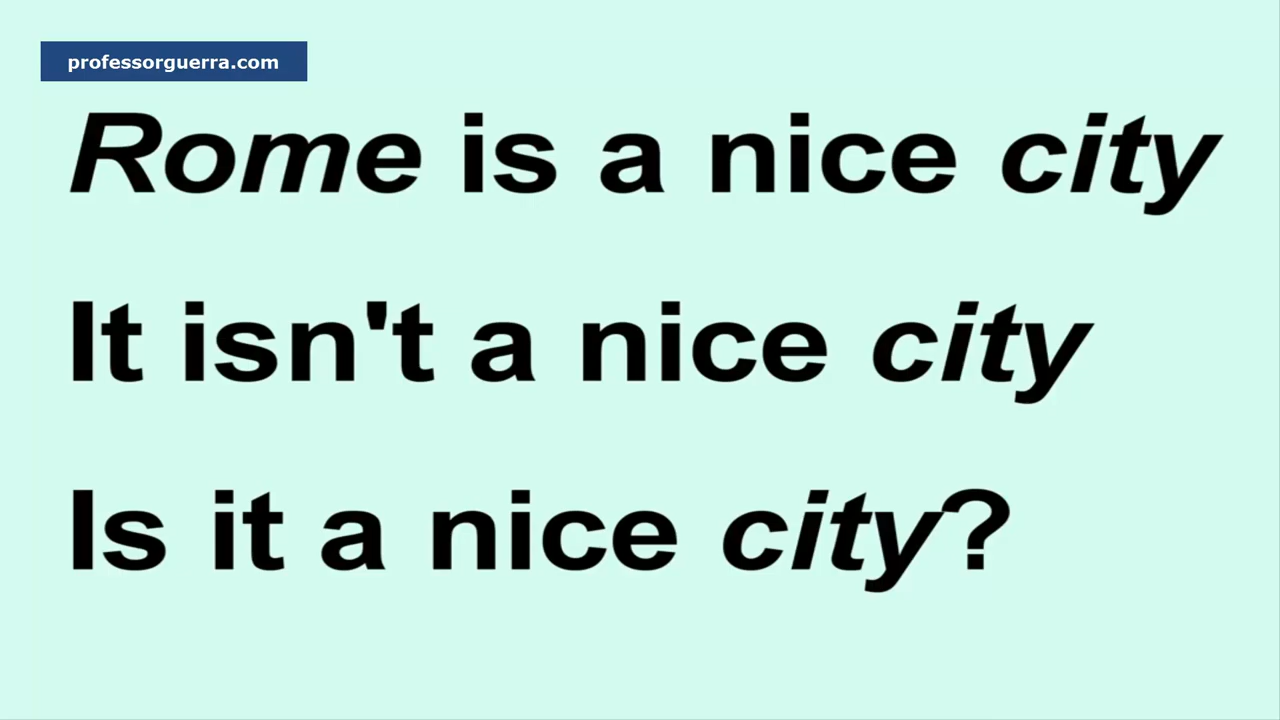 professorguerra.com
Rome is a nice city
It isn't a nice city
Is it a nice city?